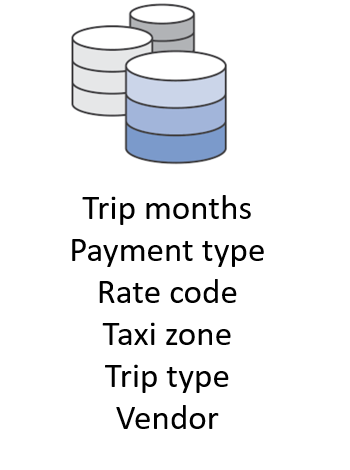 Trip months
Payment type
Rate code
Taxi zone
Trip type
Vendor